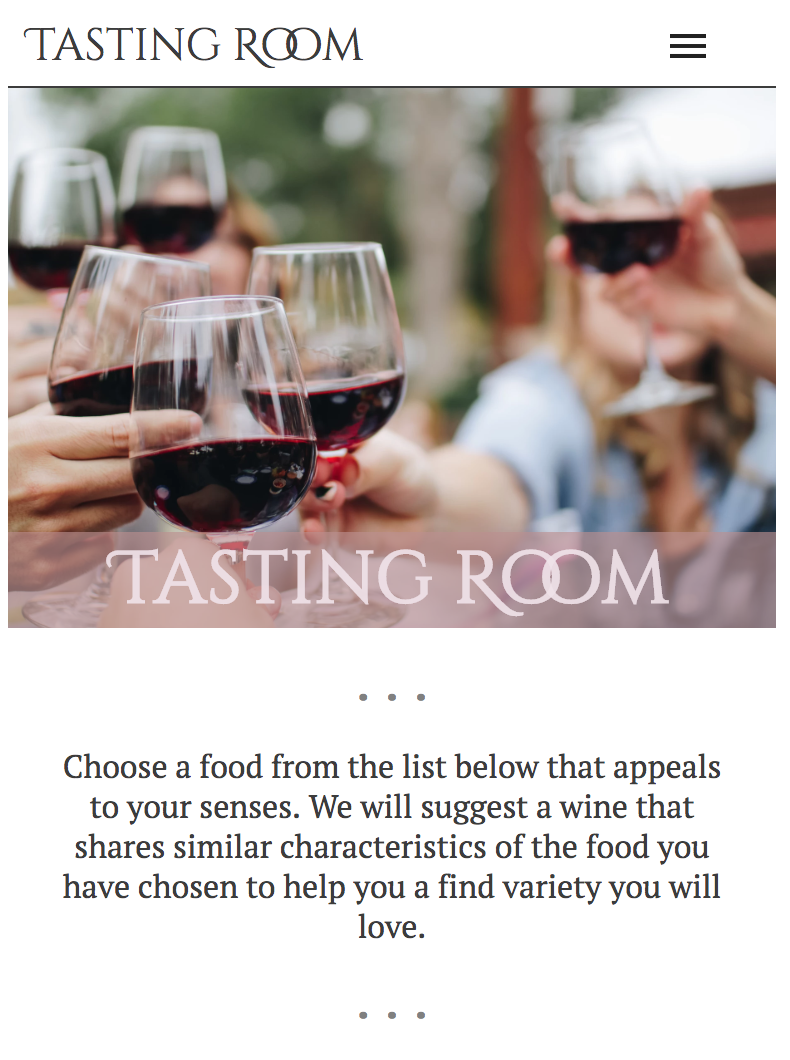 TASTING ROOM
TASTING ROOM
• • •
Choose a food from the list below that appeals
to your senses. We will suggest a wine that
shares similar characteristics of the food you
have chosen to help you a find variety you will
love.
• • •